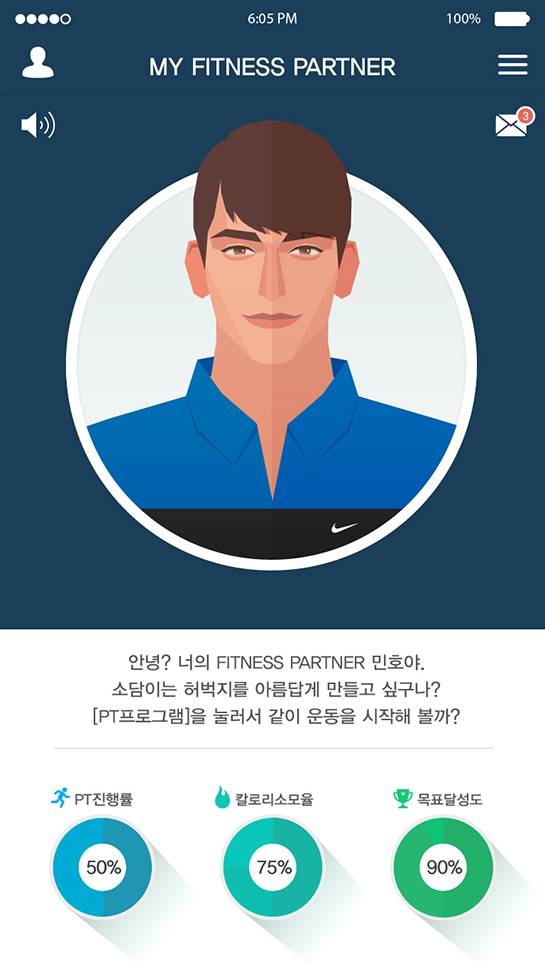 6:05 PM
100%
MY FITNESS PARTNER
3
안녕? 너의 FITNESS PARTNER 민호야.
소담이는 허벅지를 아름답게 만들고 싶구나?
[PT프로그램]을 눌러서 같이 운동을 시작해 볼까?
PT진행률
칼로리소모율
목표달성도
50%
75%
90%